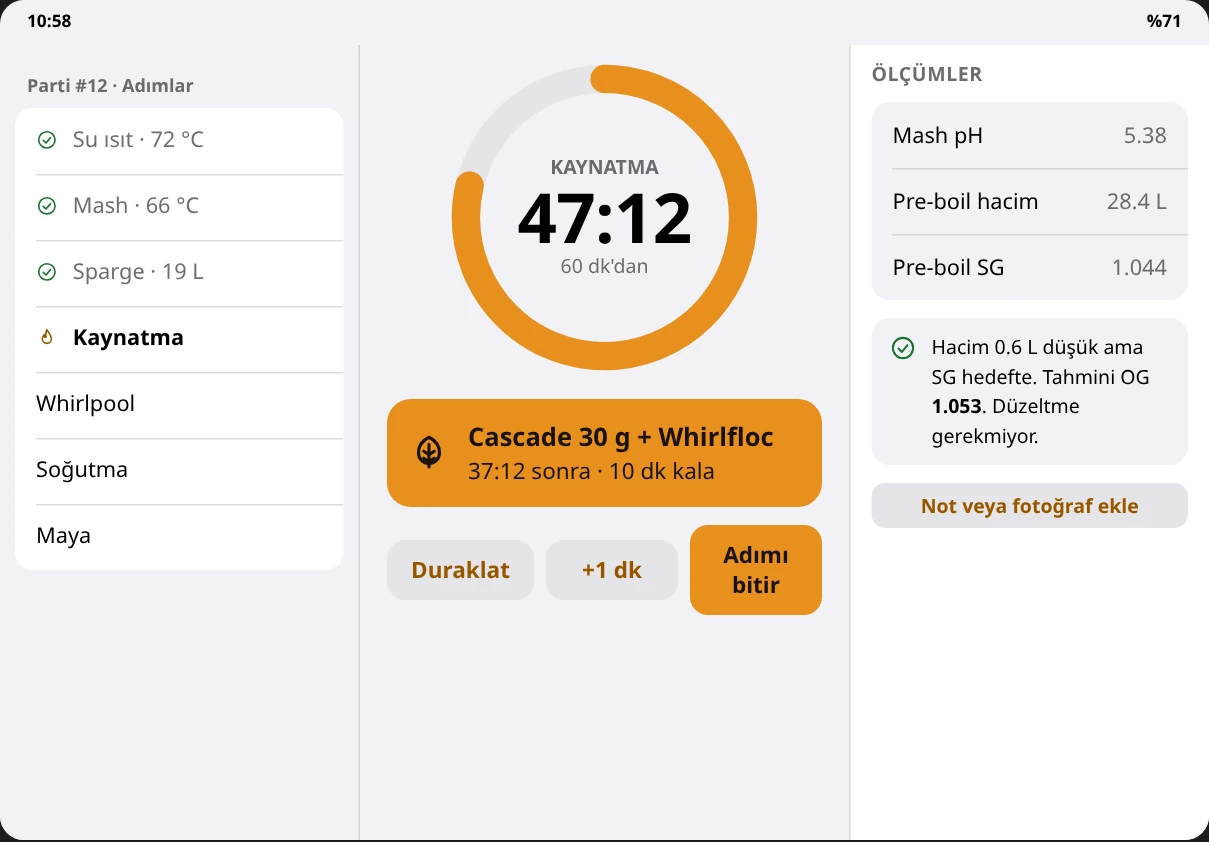 10:58
%71
Parti #12 · Adımlar
Su ısıt · 72 °C
Mash · 66 °C
Sparge · 19 L
Kaynatma
Whirlpool
Soğutma
Maya
KAYNATMA
47:12
60 dk'dan
Cascade 30 g + Whirlfloc
37:12 sonra · 10 dk kala
Duraklat
+1 dk
Adımı
bitir
ÖLÇÜMLER
Mash pH 5.38
Pre-boil hacim 28.4 L
Pre-boil SG 1.044
Hacim 0.6 L düşük ama
SG hedefte. Tahmini OG
1.053. Düzeltme
gerekmiyor.
Not veya fotoğraf ekle